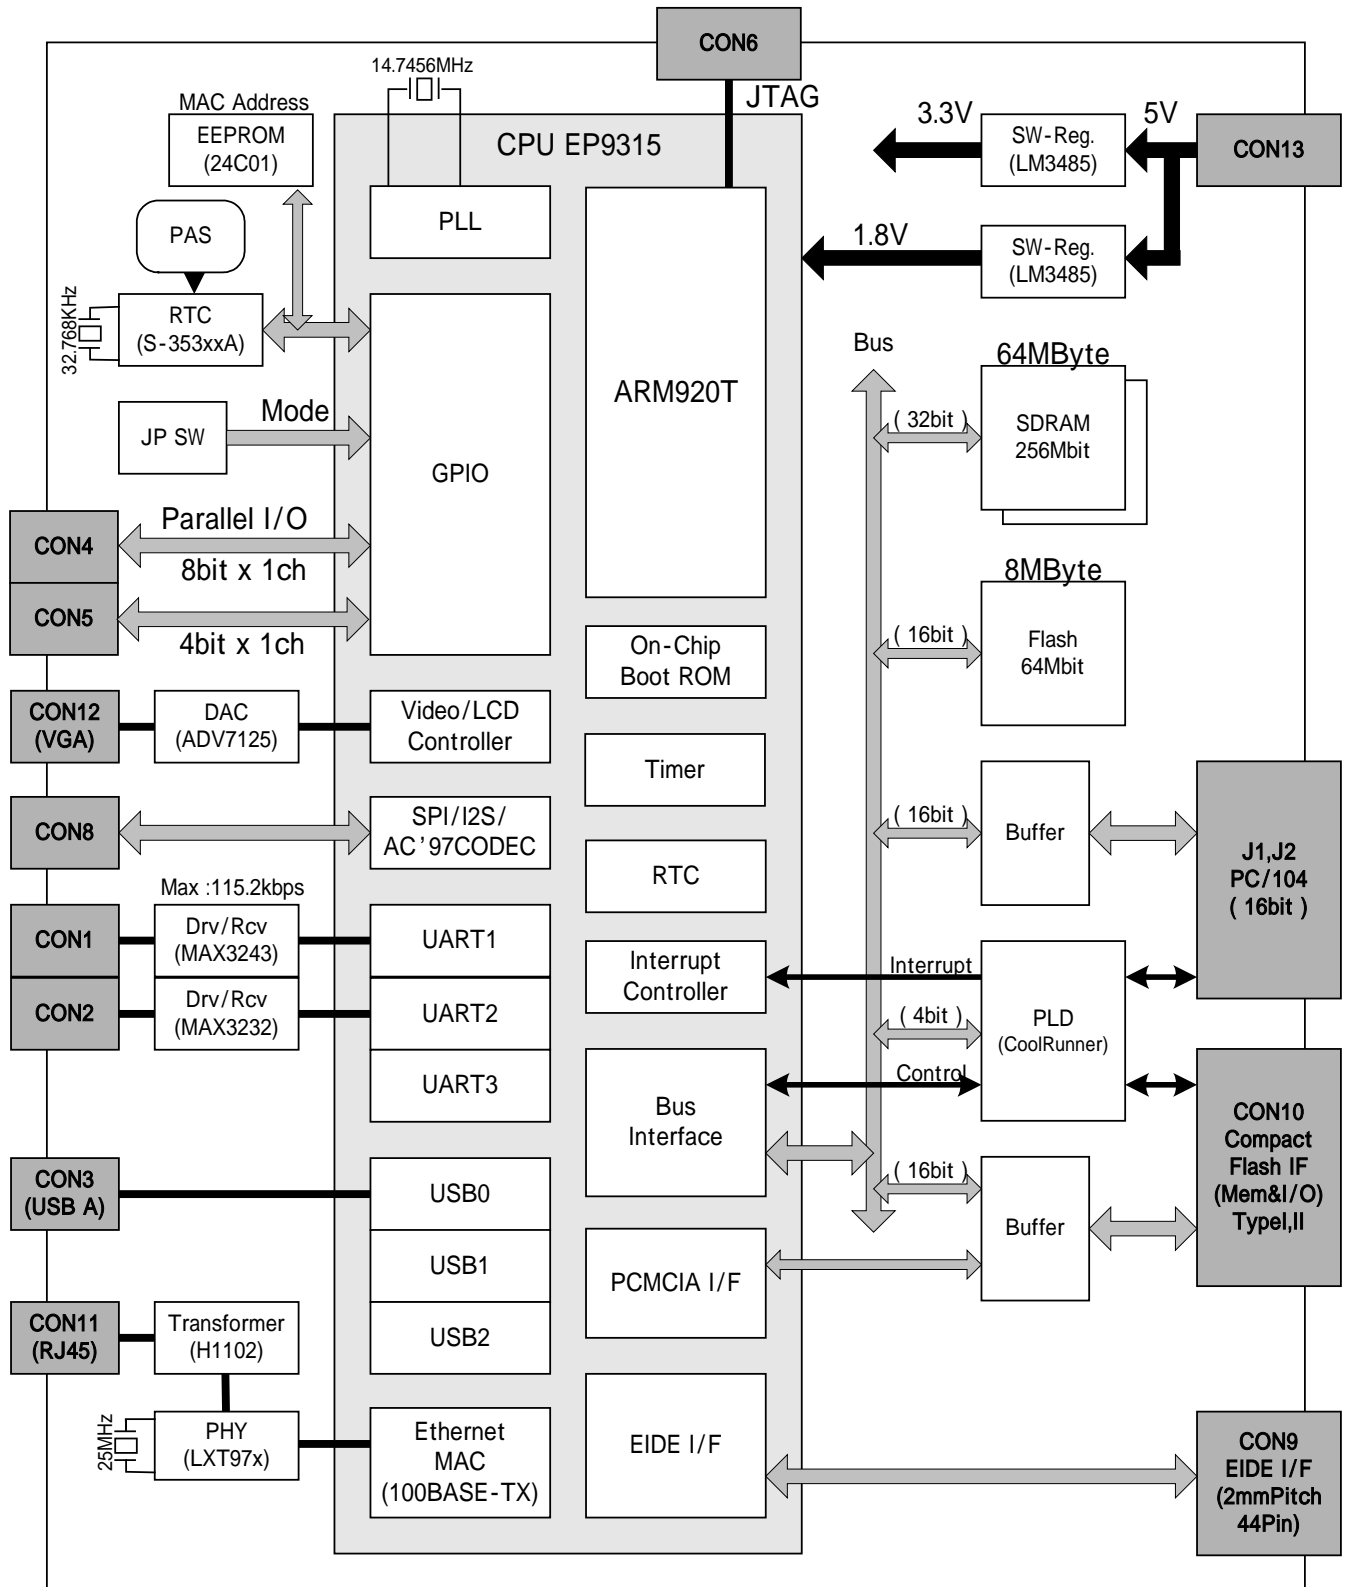 CON6
14.7456MHz
JTAG
MAC Address
EEPROM
(24C01)
CPU EP9315
3.3V
SW-Reg.
(LM3485)
5V
CON13
PLL
PAS
1.8V
SW-Reg.
(LM3485)
32.768KHz
RTC
(S-353xxA)
ARM920T
Bus
64MByte
SDRAM
256Mbit
( 32bit )
JP SW
Mode
GPIO
CON4
Parallel I/O
8bit x 1ch
CON5
4bit x 1ch
8MByte
Flash
64Mbit
( 16bit )
On-Chip
Boot ROM
CON12
(VGA)
DAC
(ADV7125)
Video/LCD
Controller
Timer
CON8
SPI/I2S/
AC'97CODEC
( 16bit )
Buffer
J1,J2
PC/104
( 16bit )
RTC
Max :115.2kbps
CON1
Drv/Rcv
(MAX3243)
UART1
Interrupt
Controller
Interrupt
CON2
Drv/Rcv
(MAX3232)
UART2
( 4bit )
PLD
(CoolRunner)
UART3
Control
Bus
Interface
CON10
Compact
Flash IF
(Mem&I/O)
TypeI,II
CON3
(USB A)
USB0
( 16bit )
Buffer
USB1
PCMCIA I/F
USB2
CON11
(RJ45)
Transformer
(H1102)
25MHz
PHY
(LXT97x)
Ethernet
MAC
(100BASE-TX)
EIDE I/F
CON9
EIDE I/F
(2mmPitch
44Pin)